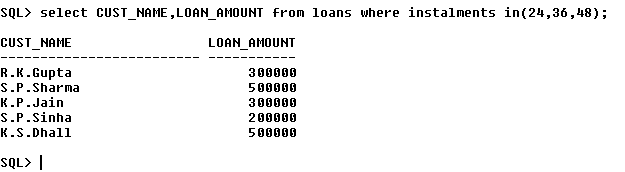 SQL> select CUST_NAME,LOAN_AMOUNT from loans where instalments in(24,36,48);
CUST_NAME LOAN_AMOUNT
------------------------- -----------
R.K.Gupta 300000
S.P.Sharma 500000
K.P.Jain 300000
S.P.Sinha 200000
K.S.Dhall 500000
SQL>